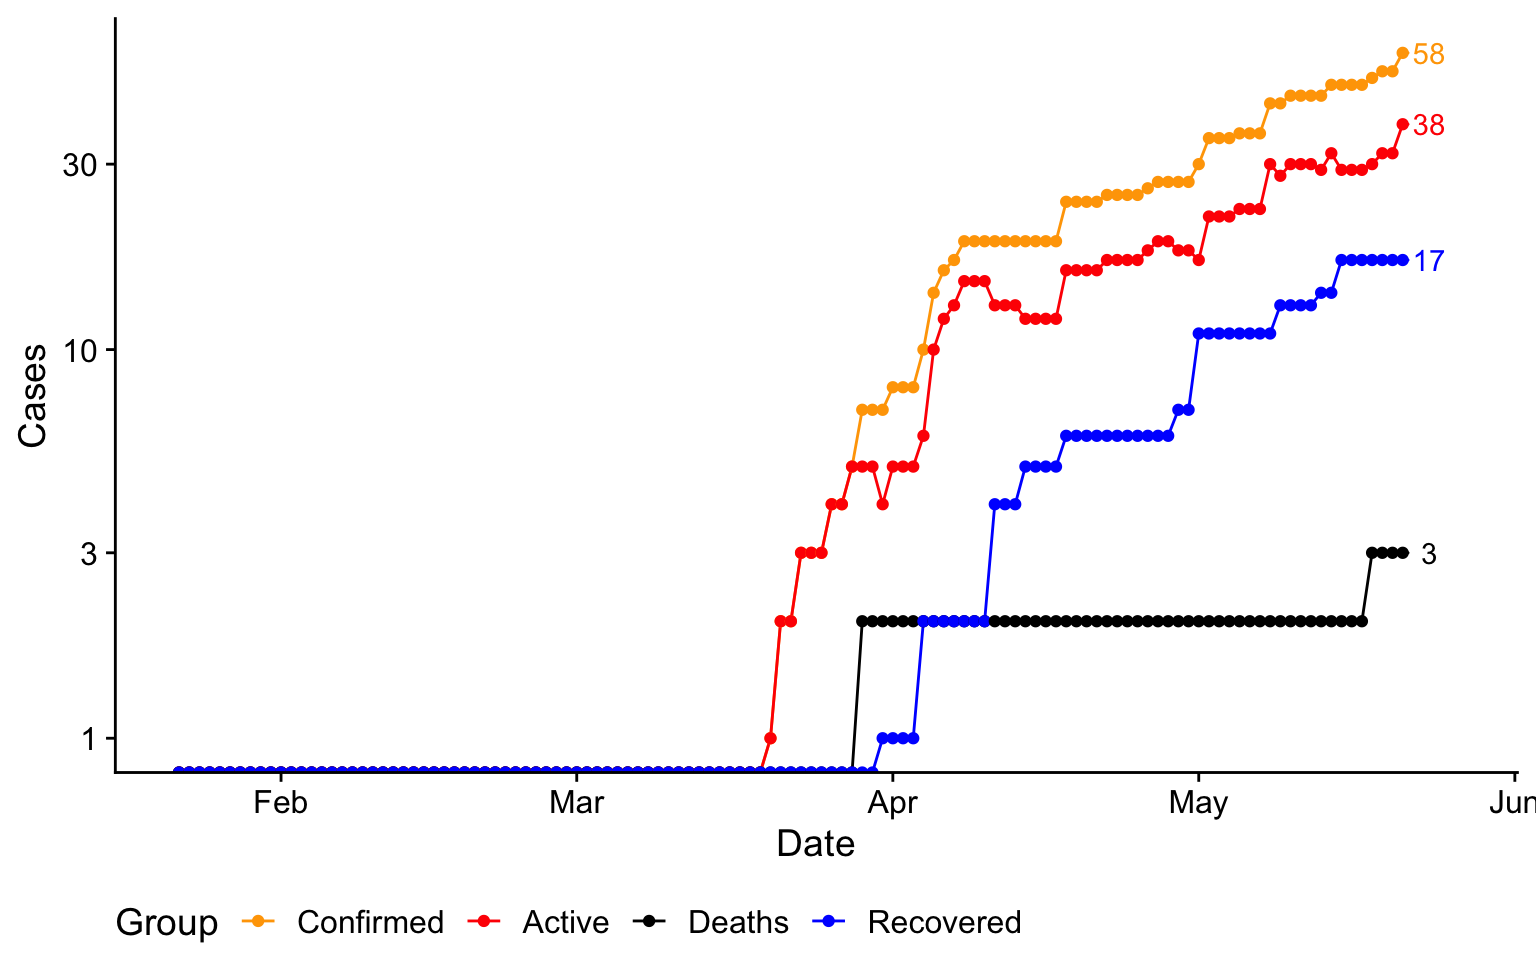 58
38
30
17
10
Cases
3
3
1
Feb Mar Apr May Jun
Date
Group Confirmed Active Deaths Recovered